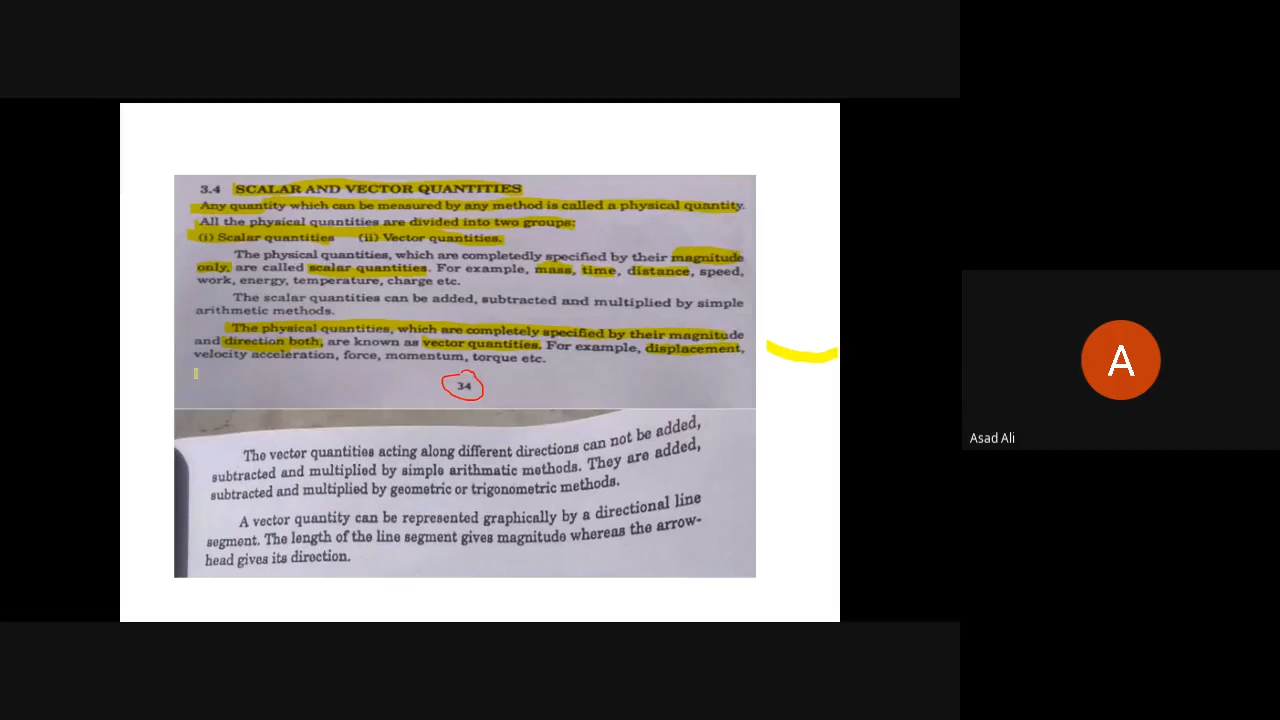 3.4 SCALAR AND VECTOR QUANTITIES
Any quantity which can be measured by any method is called a physical quantity.
All the physical quantities are divided into two groups:
(i) Scalar quantities (ii) Vector quantities.
The physical quantities, which are completedly specified by their magnitude
only, are called scalar quantities. For example, mass, time, distance, speed,
work, energy, temperature, charge etc.
The scalar quantities can be added, subtracted and multiplied by simple
arithmetic methods.
The physical quantities, which are completely specified by their magnitude
and direction both, are known as vector quantities. For example, displacement,
velocity acceleration, force, momentum, torque etc.
34
The vector quantities acting along different directions can not be added,
subtracted and multiplied by simple arithmatic methods. They are added,
subtracted and multiplied by geometric or trigonometric methods.
A vector quantity can be represented graphically by a directional line
segment. The length of the line segment gives magnitude whereas the arrow-
head gives its direction.
A
Asad Ali